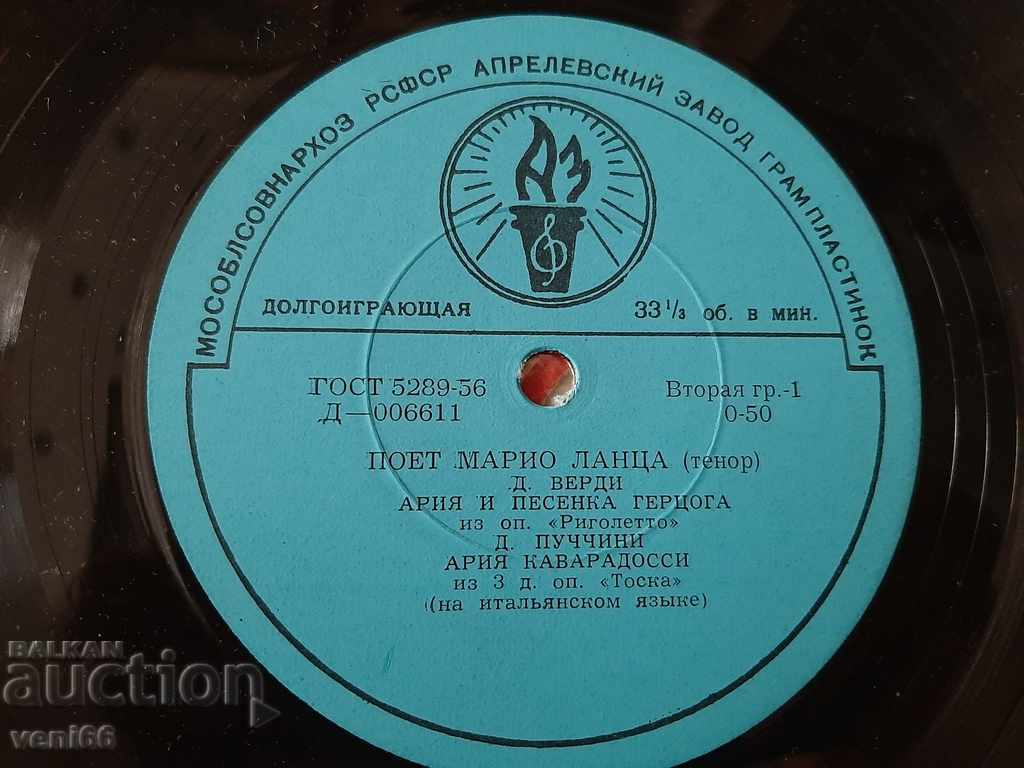 МОСОБЛСОВНАРХОЗ РСФСР АПРЕЛЕВСКИЙ ЗАВОД ГРАМПЛАСТИНОК
АЗ
ДОЛГОИГРАЮЩАЯ 33 1/3 об. в мин.
ГОСТ 5289-56 Вторая гр.-1
Д—006611 0-50
ПОЕТ МАРИО ЛАНЦА (тенор)
Д. ВЕРДИ
АРИЯ И ПЕСЕНКА ГЕРЦОГА
из оп. «Риголетто»
Д. ПУЧЧИНИ
АРИЯ КАВАРАДОССИ
из 3 д. оп. «Тоска»
(на итальянском языке)
BALKAN
auction
veni66